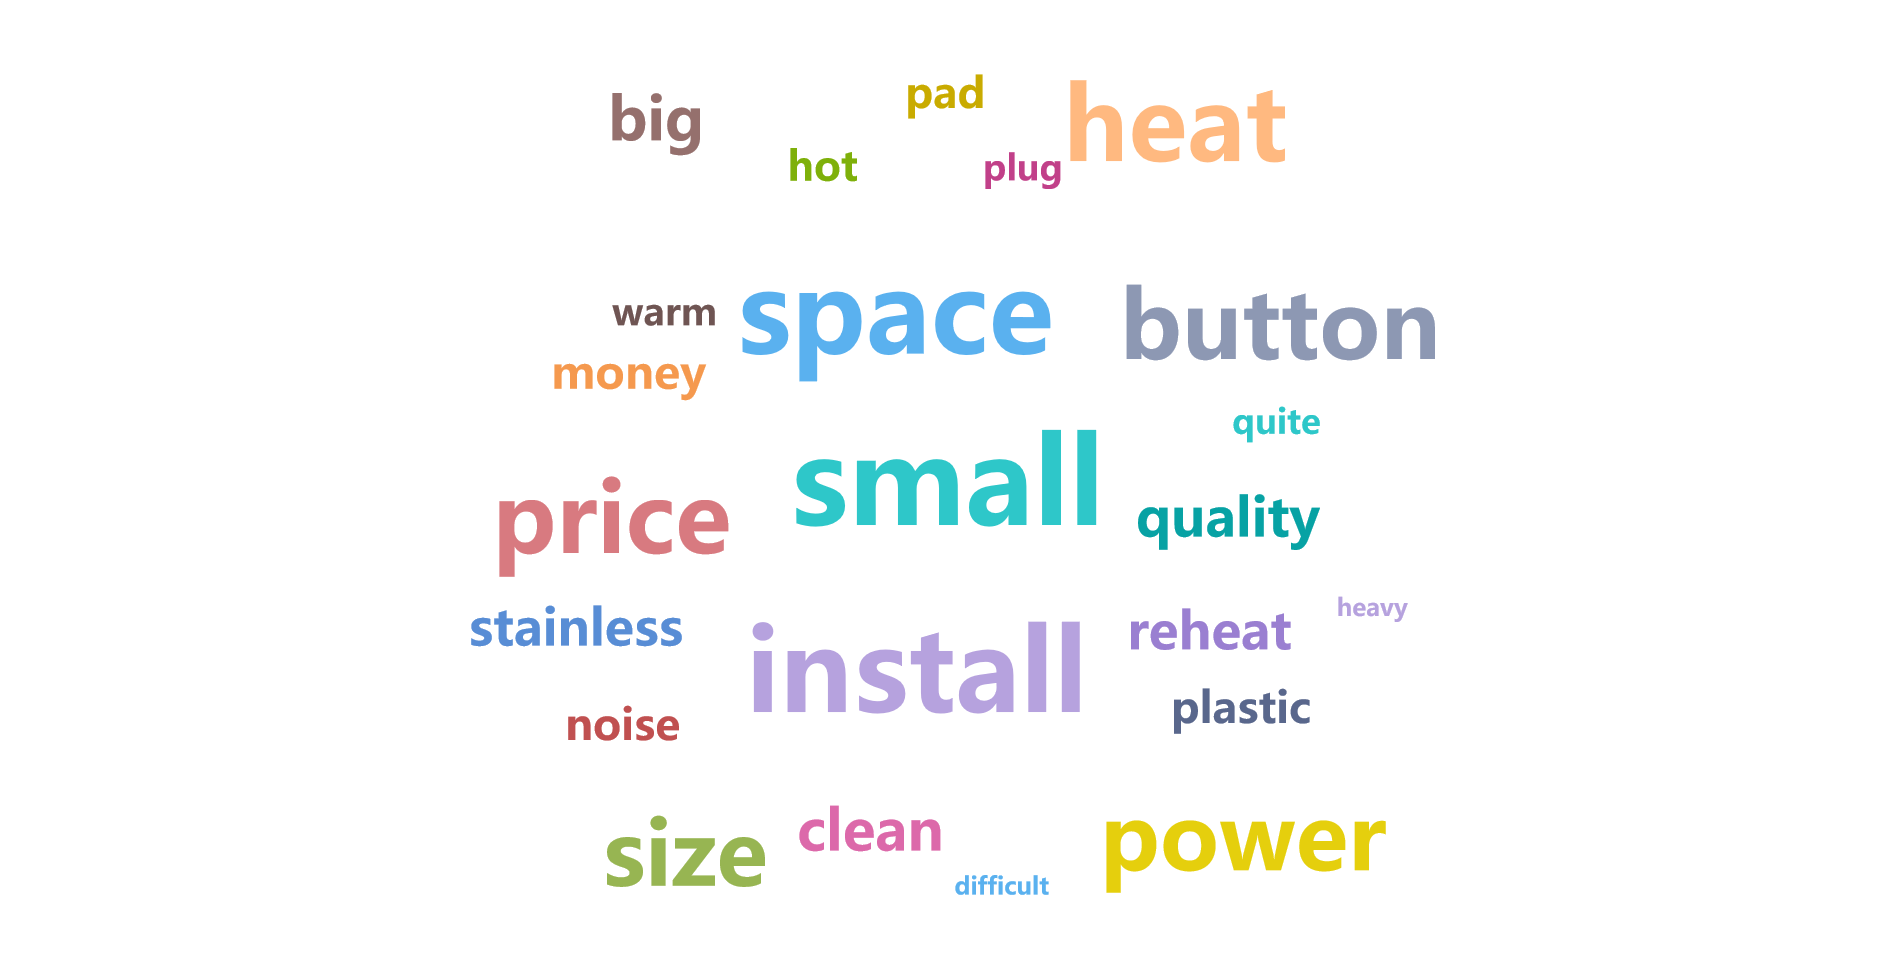 big
pad
heat
hot
plug
warm
space
button
money
quite
small
price
quality
stainless
install
reheat
heavy
noise
plastic
size
clean
power
difficult